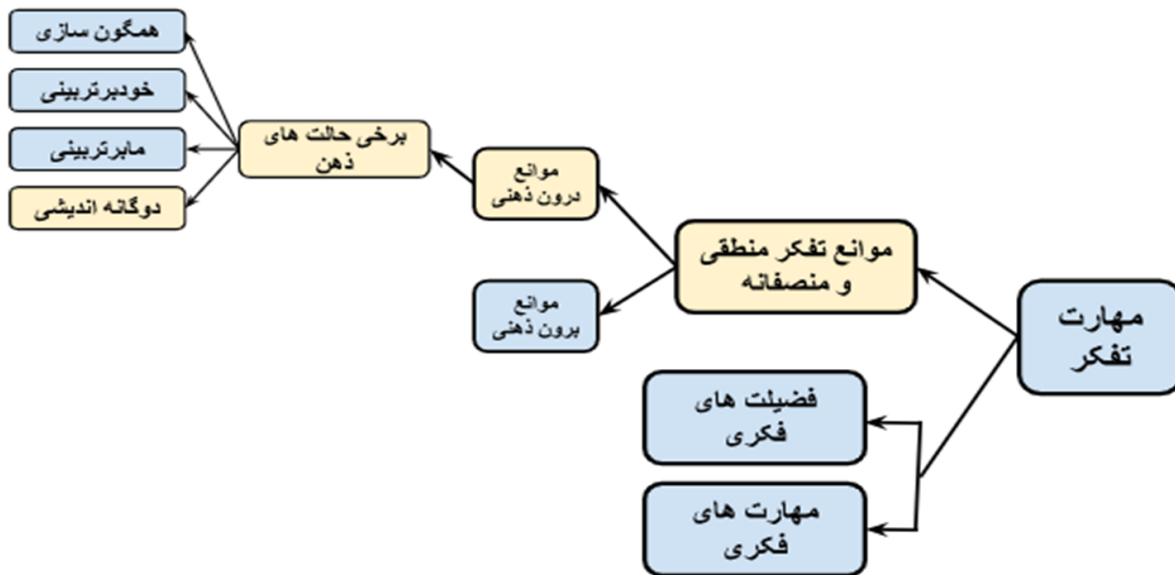 مهارت
تفکر
موانع تفکر منطقی
و منصفانه
موانع
درون ذهنی
برخی حالت های
ذهن
همگون سازی
خودبرتربینی
مابرتربینی
دوگانه اندیشی
موانع
برون ذهنی
فضیلت های
فکری
مهارت های
فکری